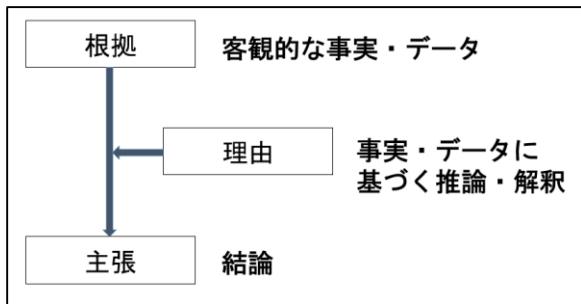 根拠
客観的な事実・データ
理由
事実・データに
基づく推論・解釈
主張
結論